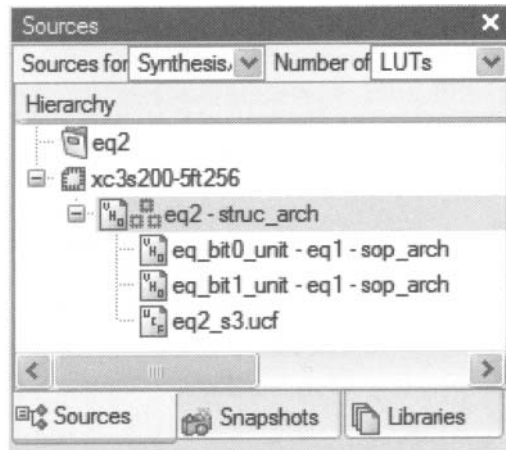 Sources
Sources for Synthesis/ Number of LUTs
Hierarchy
eq2
xc3s200-5ft256
eq2 - struc_arch
eq_bit0_unit - eq1 - sop_arch
eq_bit1_unit - eq1 - sop_arch
eq2_s3.ucf
Sources Snapshots Libraries